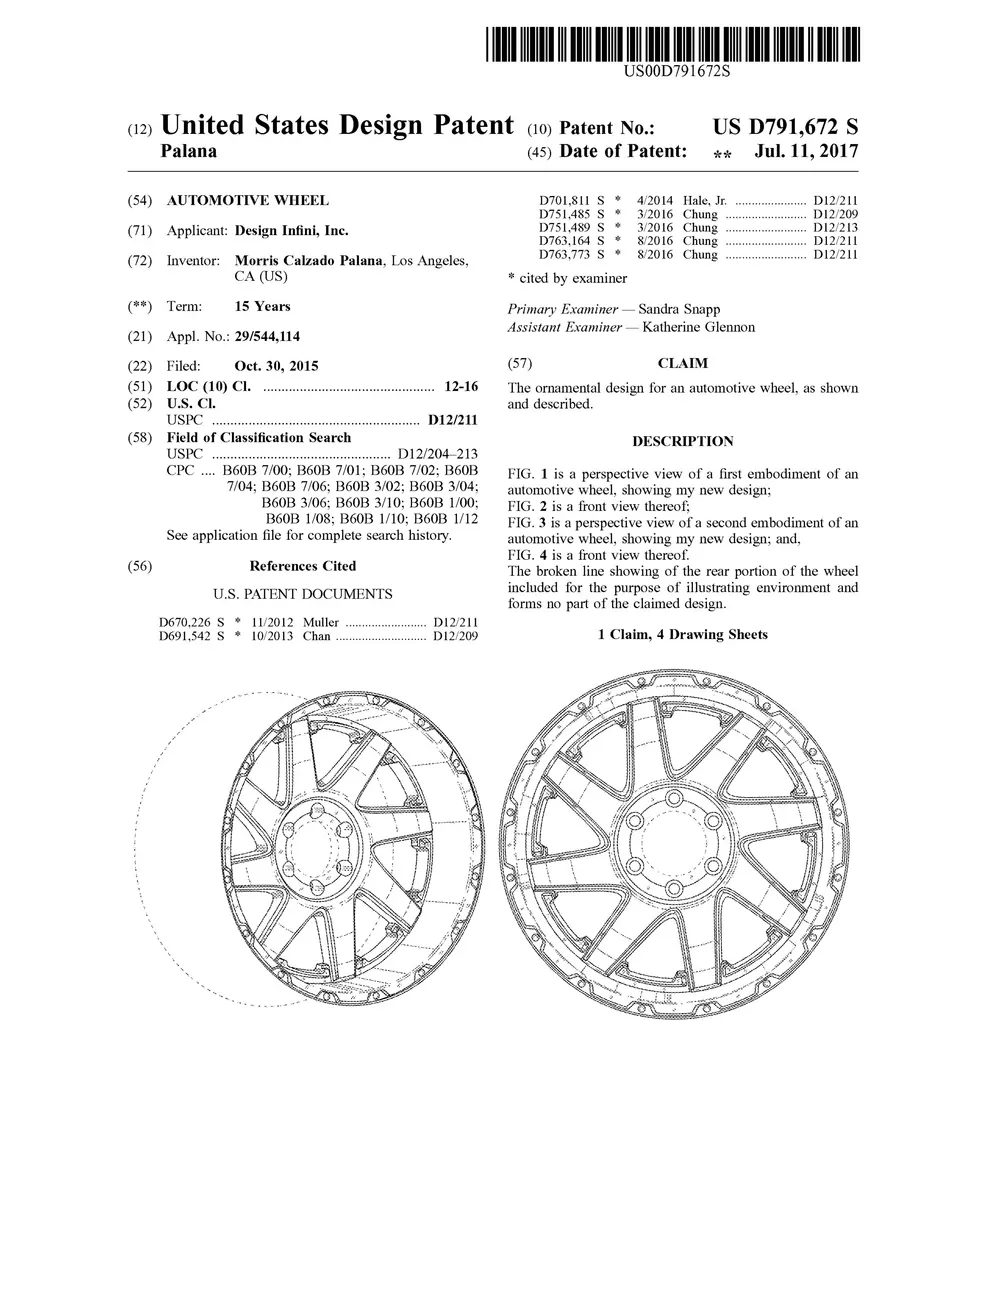 US00D791672S
(12) United States Design Patent
Palana
(10) Patent No.: US D791,672 S
(45) Date of Patent: ** Jul. 11, 2017
(54) AUTOMOTIVE WHEEL
(71) Applicant: Design Infini, Inc.
(72) Inventor: Morris Calzado Palana, Los Angeles,
CA (US)
(**) Term: 15 Years
(21) Appl. No.: 29/544,114
(22) Filed: Oct. 30, 2015
(51) LOC (10) Cl. .............................................. 12-16
(52) U.S. Cl.
USPC ........................................................ D12/211
(58) Field of Classification Search
USPC ................................................ D12/204–213
CPC .... B60B 7/00; B60B 7/01; B60B 7/02; B60B
7/04; B60B 7/06; B60B 3/02; B60B 3/04;
B60B 3/06; B60B 3/10; B60B 1/00;
B60B 1/08; B60B 1/10; B60B 1/12
See application file for complete search history.
(56) References Cited
U.S. PATENT DOCUMENTS
D670,226 S * 11/2012 Muller ......................... D12/211
D691,542 S * 10/2013 Chan ............................ D12/209
D701,811 S * 4/2014 Hale, Jr. ...................... D12/211
D751,485 S * 3/2016 Chung ......................... D12/209
D751,489 S * 3/2016 Chung ......................... D12/213
D763,164 S * 8/2016 Chung ......................... D12/211
D763,773 S * 8/2016 Chung ......................... D12/211
* cited by examiner
Primary Examiner — Sandra Snapp
Assistant Examiner — Katherine Glennon
(57) CLAIM
The ornamental design for an automotive wheel, as shown
and described.
DESCRIPTION
FIG. 1 is a perspective view of a first embodiment of an
automotive wheel, showing my new design;
FIG. 2 is a front view thereof;
FIG. 3 is a perspective view of a second embodiment of an
automotive wheel, showing my new design; and,
FIG. 4 is a front view thereof.
The broken line showing of the rear portion of the wheel
included for the purpose of illustrating environment and
forms no part of the claimed design.
1 Claim, 4 Drawing Sheets